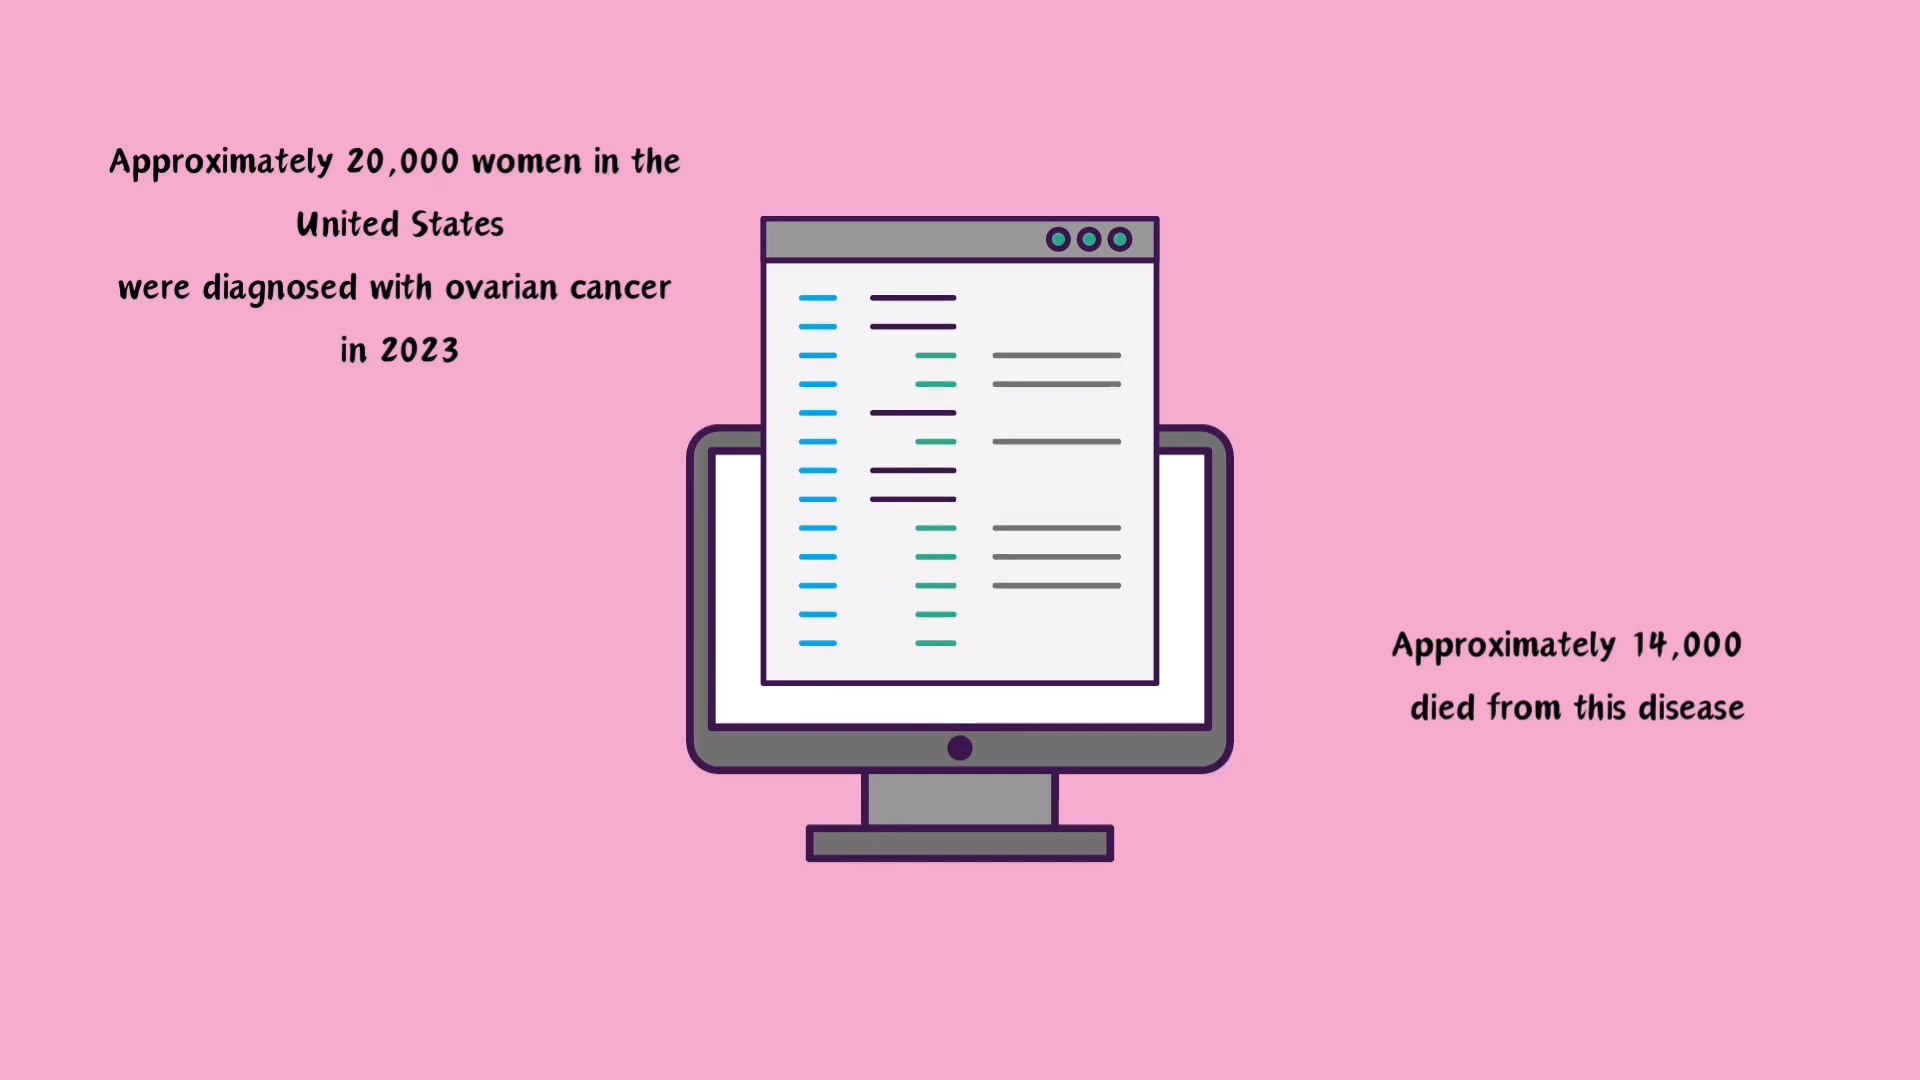 Approximately 20,000 women in the
United States
were diagnosed with ovarian cancer
in 2023
Approximately 14,000
died from this disease